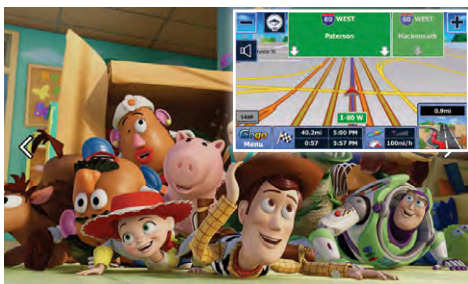 80 WEST
Paterson
80 WEST
Hackensack
I-80 W
0.9mi
Gogo
Menu
40.2mi
5:00 PM
0:57
5:57 PM
100mi/h